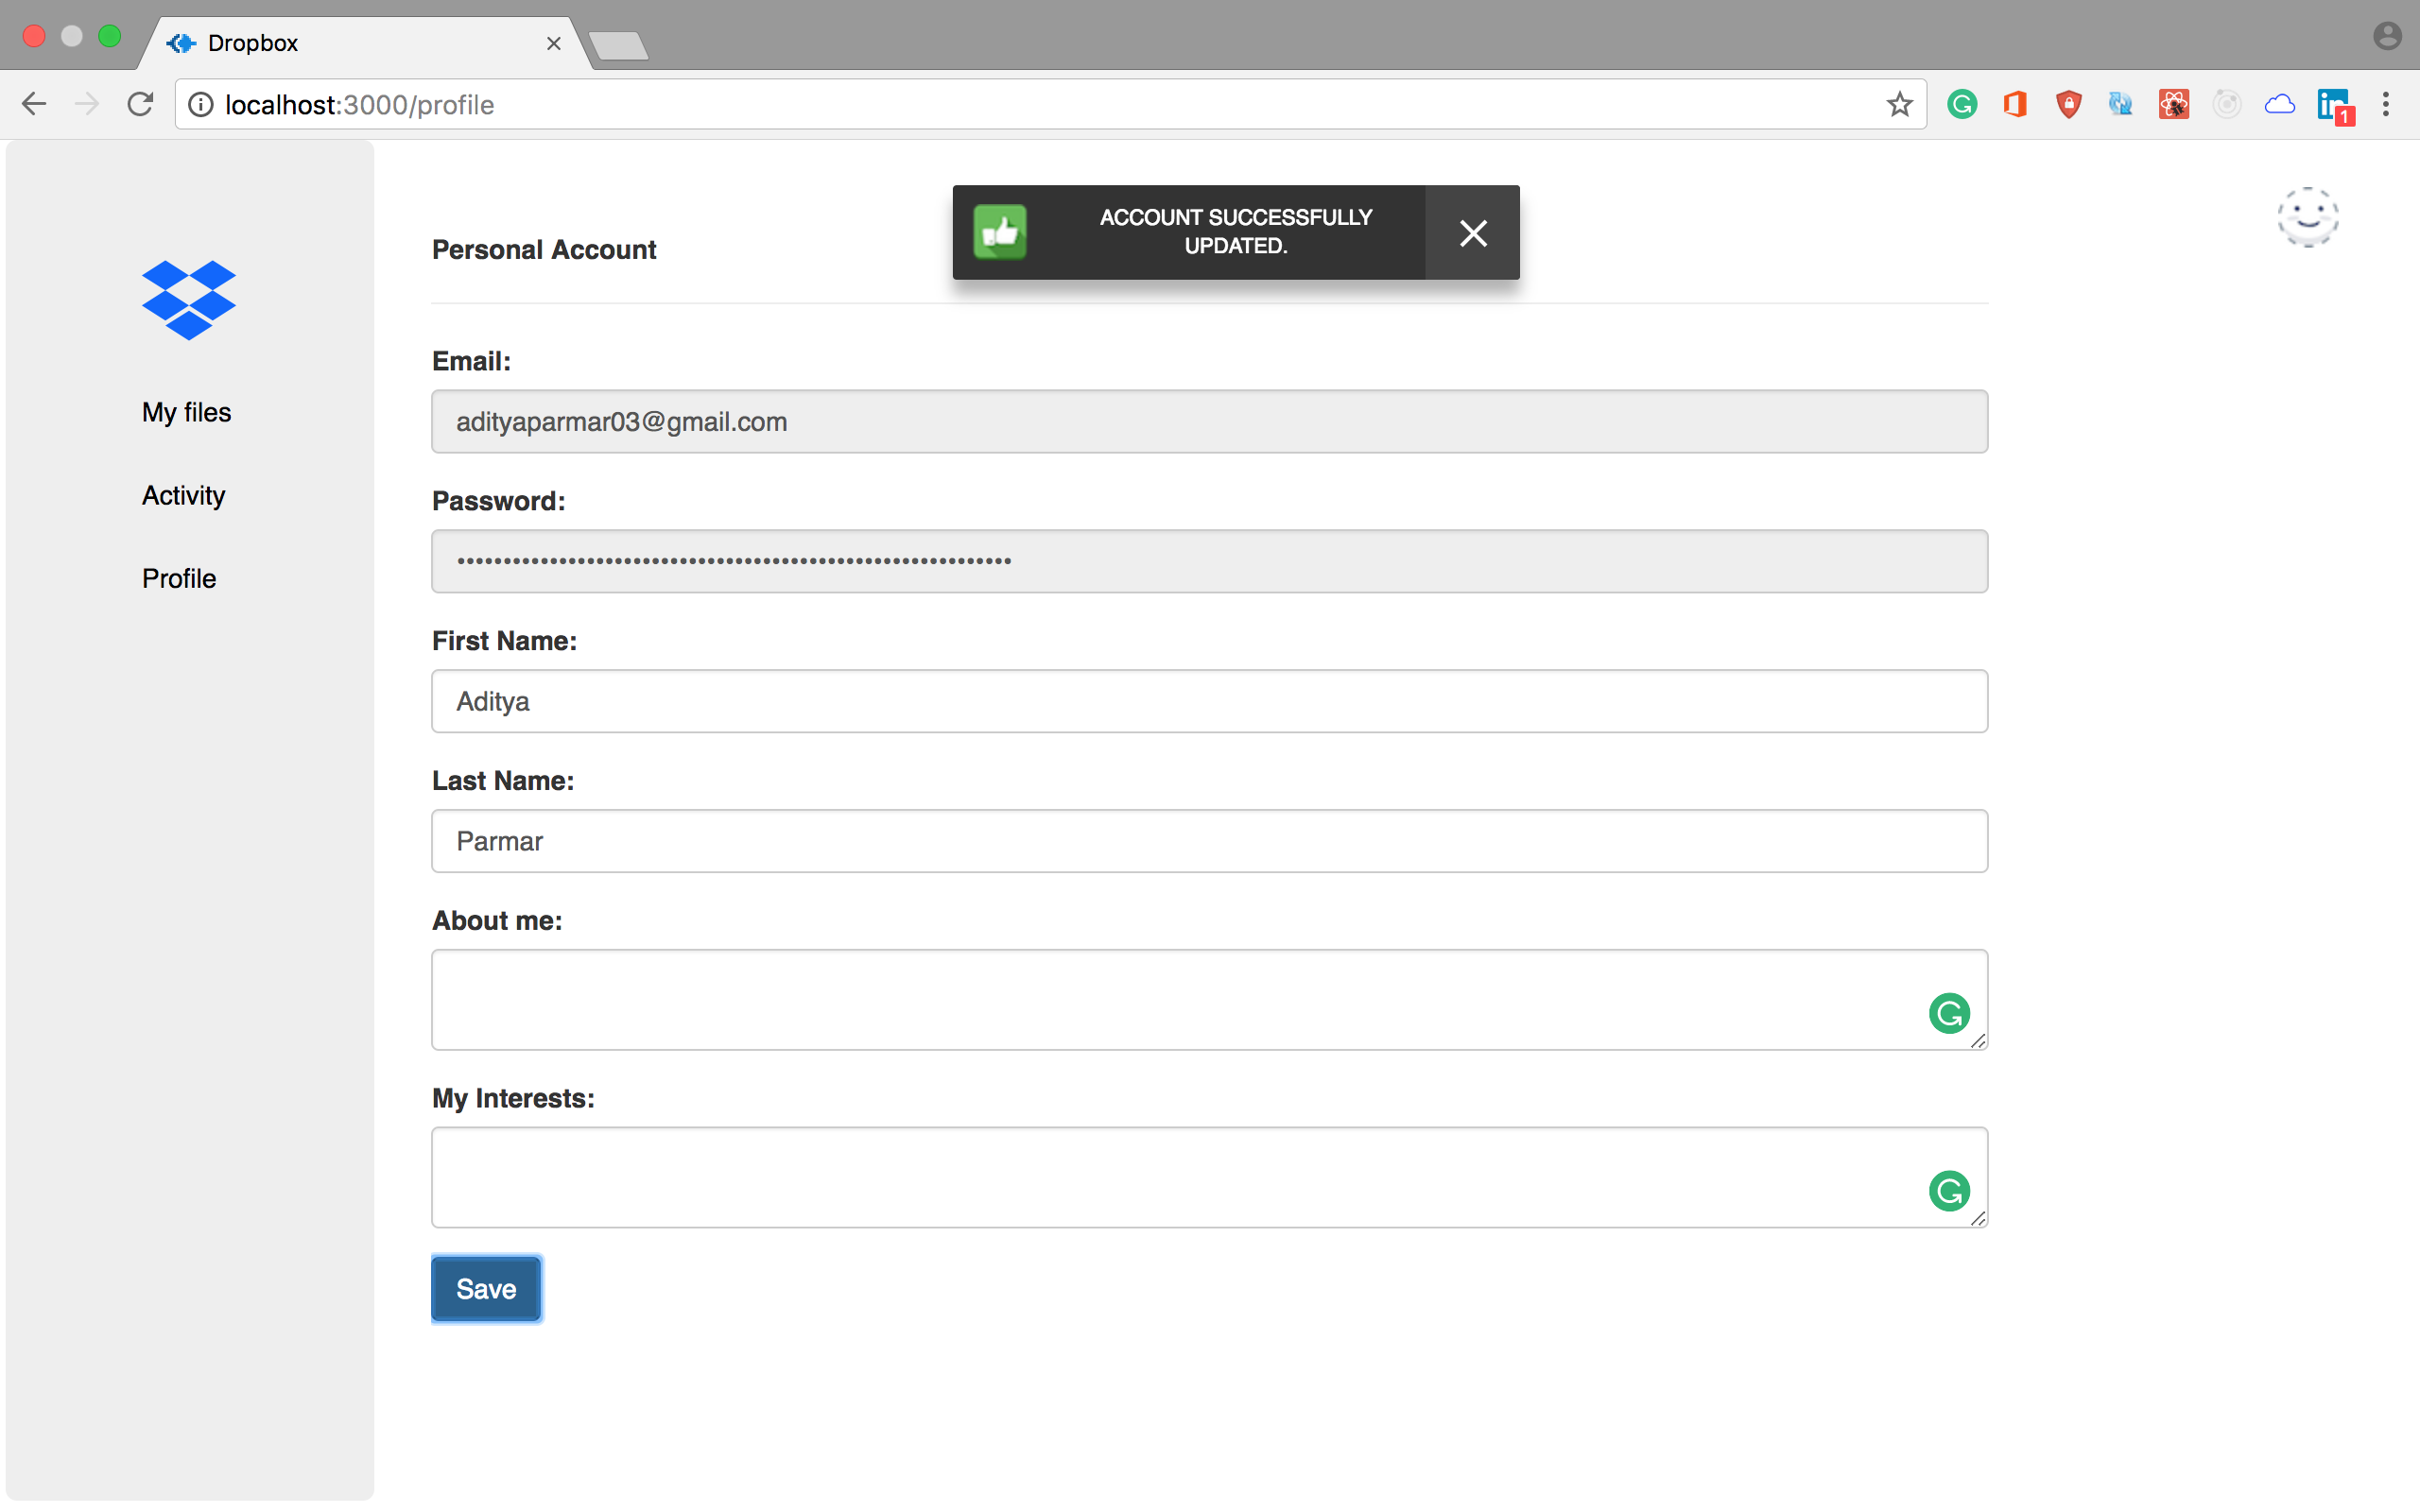 Dropbox
localhost:3000/profile
1
ACCOUNT SUCCESSFULLY
UPDATED.
Personal Account
My files
Activity
Profile
Email:
adityaparmar03@gmail.com
Password:
First Name:
Aditya
Last Name:
Parmar
About me:
My Interests:
Save